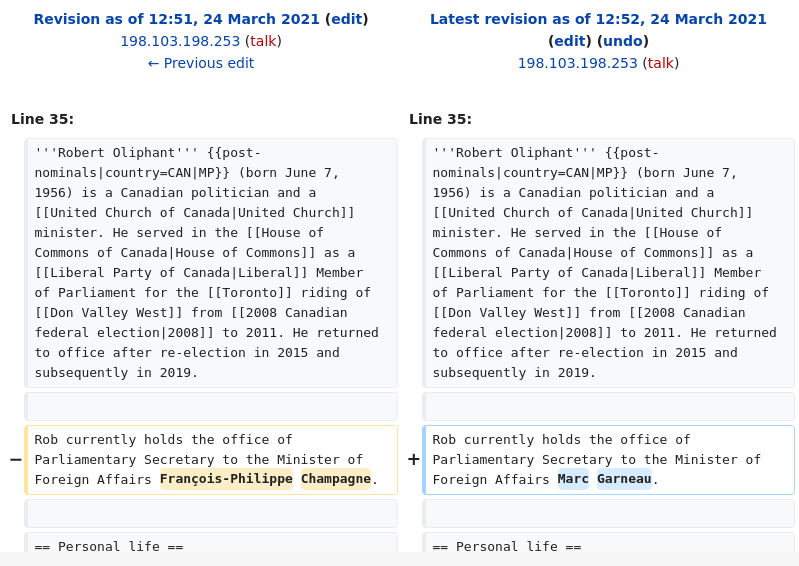 Revision as of 12:51, 24 March 2021 (edit)
198.103.198.253 (talk)
← Previous edit
Latest revision as of 12:52, 24 March 2021
(edit) (undo)
198.103.198.253 (talk)
Line 35:
'''Robert Oliphant''' {{post-
nominals|country=CAN|MP}} (born June 7,
1956) is a Canadian politician and a
[[United Church of Canada|United Church]]
minister. He served in the [[House of
Commons of Canada|House of Commons]] as a
[[Liberal Party of Canada|Liberal]] Member
of Parliament for the [[Toronto]] riding of
[[Don Valley West]] from [[2008 Canadian
federal election|2008]] to 2011. He returned
to office after re-election in 2015 and
subsequently in 2019.
− Rob currently holds the office of
Parliamentary Secretary to the Minister of
Foreign Affairs François-Philippe Champagne.
== Personal life ==
Line 35:
'''Robert Oliphant''' {{post-
nominals|country=CAN|MP}} (born June 7,
1956) is a Canadian politician and a
[[United Church of Canada|United Church]]
minister. He served in the [[House of
Commons of Canada|House of Commons]] as a
[[Liberal Party of Canada|Liberal]] Member
of Parliament for the [[Toronto]] riding of
[[Don Valley West]] from [[2008 Canadian
federal election|2008]] to 2011. He returned
to office after re-election in 2015 and
subsequently in 2019.
+ Rob currently holds the office of
Parliamentary Secretary to the Minister of
Foreign Affairs Marc Garneau.
== Personal life ==